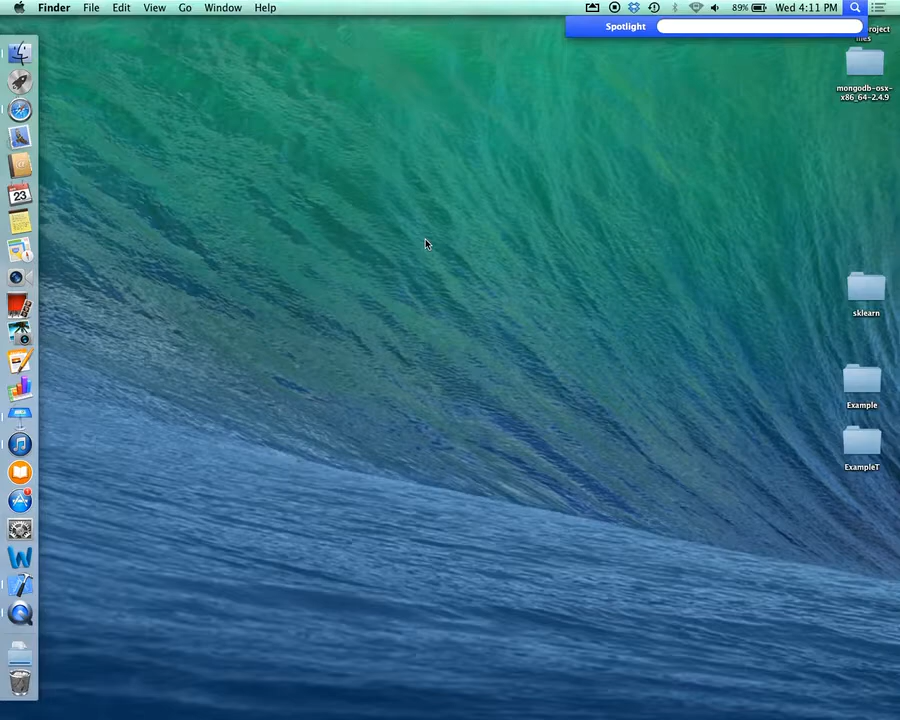 Finder File Edit View Go Window Help 89% Wed 4:11 PM
Spotlight
roject
mongodb-osx-
x86_64-2.4.9
23
sklearn
Example
ExampleT